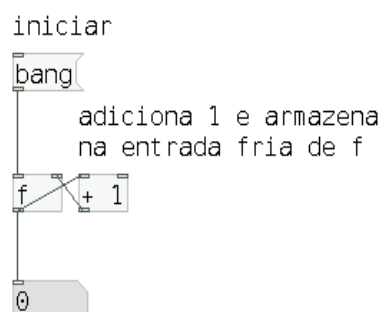 iniciar
bang
adiciona 1 e armazena
na entrada fria de f
f
+ 1
0